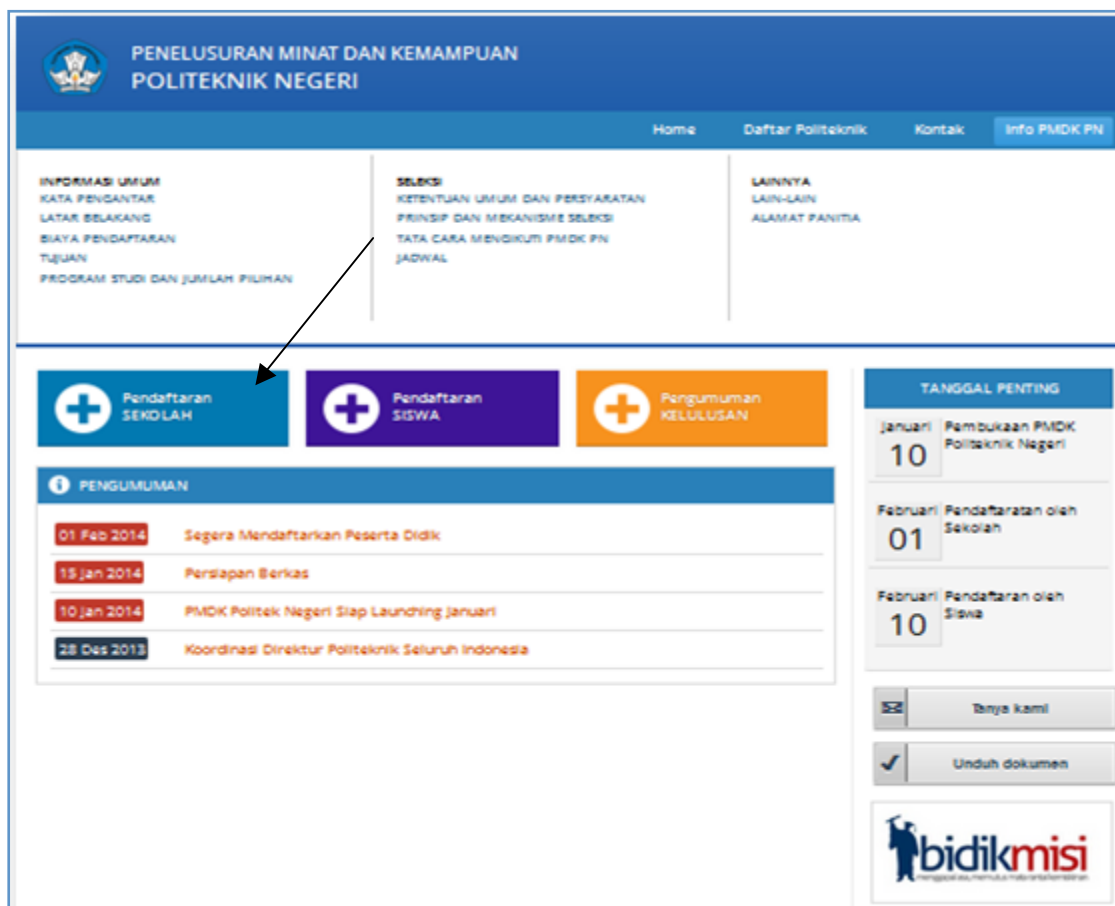 PENELUSURAN MINAT DAN KEMAMPUAN
POLITEKNIK NEGERI
Home
Daftar Politeknik
Kontak
Info PMDK PN
INFORMASI UMUM
KATA PENGANTAR
LATAR BELAKANG
BIAYA PENDAFTARAN
TUJUAN
PROGRAM STUDI DAN JUMLAH PILIHAN
SELEKSI
KETENTUAN UMUM DAN PERSYARATAN
PRINSIP DAN MEKANISME SELEKSI
TATA CARA MENGIKUTI PMDK PN
JADWAL
LAINNYA
LAIN-LAIN
ALAMAT PANITIA
Pendaftaran
SEKOLAH
Pendaftaran
SISWA
Pengumuman
KELULUSAN
PENGUMUMAN
01 Feb 2014 Segera Mendaftarkan Peserta Didik
15 Jan 2014 Persiapan Berkas
10 Jan 2014 PMDK Politek Negeri Siap Launching Januari
28 Des 2013 Koordinasi Direktur Politeknik Seluruh Indonesia
TANGGAL PENTING
Januari
10
Pembukaan PMDK
Politeknik Negeri
Februari
01
Pendaftaratan oleh
Sekolah
Februari
10
Pendaftaran oleh
Siswa
Tanya kami
Unduh dokumen
bidikmisi